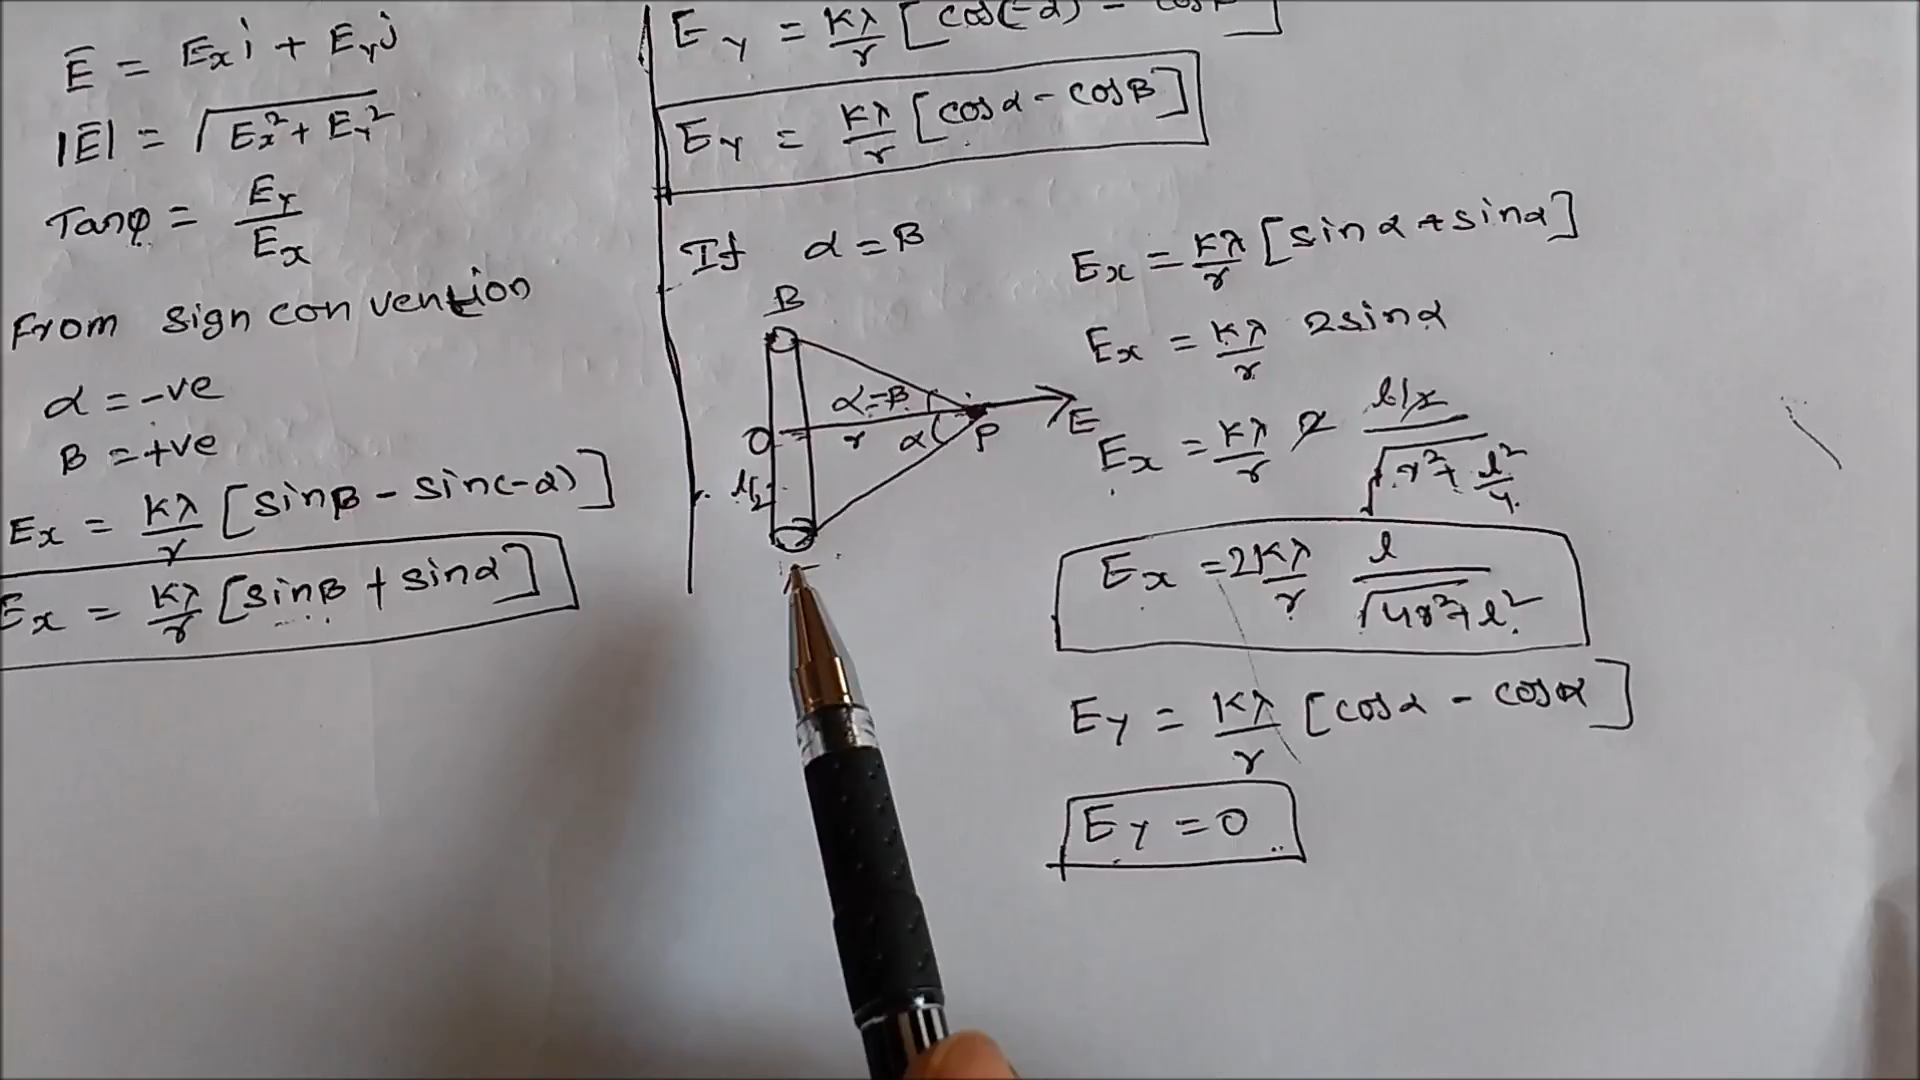 E̅ = Exi + EYj
|E̅| = √Ex² + EY²
Tanφ = EY/Ex
From sign convention
α = -ve
β = +ve
Ex = Kλ/r [sinβ - sin(-α)]
Ex = Kλ/r [sinβ + sinα]
EY = Kλ/r [cos(-α) - cosβ]
EY = Kλ/r [cosα - cosβ]
If α = β
B
α=β
O r α P E
l/2
Ex = Kλ/r [sinα + sinα]
Ex = Kλ/r 2sinα
Ex = Kλ/r 2 l/2/√r² + l²/4
Ex = 2Kλ/r l/√4r² + l²
EY = Kλ/r [cosα - cosα]
EY = 0